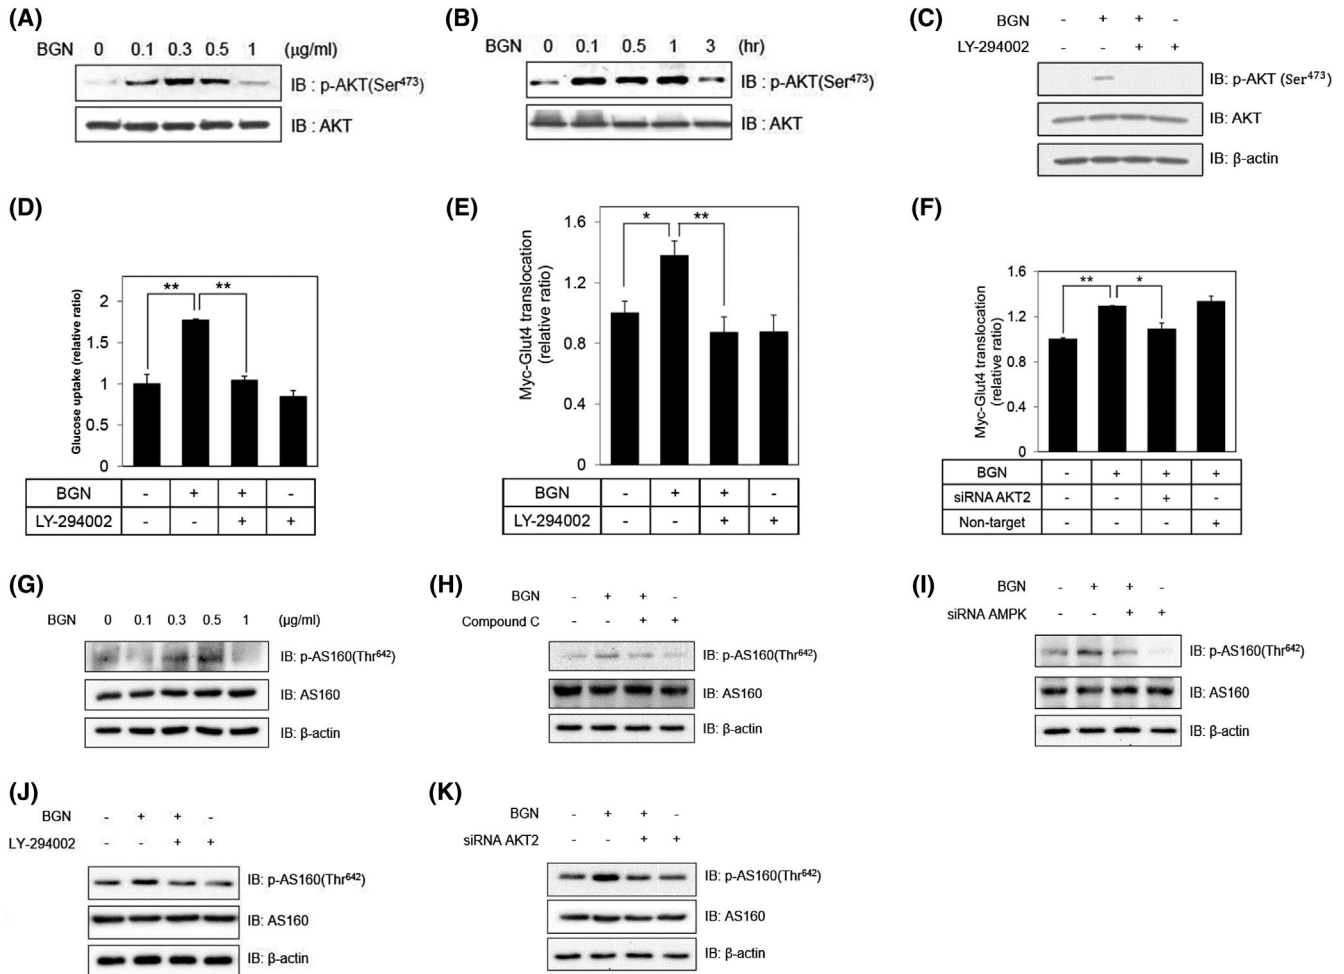 (A)
BGN 0 0.1 0.3 0.5 1 (μg/ml)
IB : p-AKT(Ser473)
IB : AKT
(B)
BGN 0 0.1 0.5 1 3 (hr)
IB : p-AKT(Ser473)
IB : AKT
(C)
BGN - + + -
LY-294002 - - + +
IB: p-AKT (Ser473)
IB: AKT
IB: β-actin
(D)
Glucose uptake (relative ratio)
2
1.5
1
0.5
0
** **
BGN - + + -
LY-294002 - - + +
(E)
Myc-Glut4 translocation
(relative ratio)
1.6
1.2
0.8
0.4
0
* **
BGN - + + -
LY-294002 - - + +
(F)
Myc-Glut4 translocation
(relative ratio)
1.6
1.2
0.8
0.4
0
** *
BGN - + + +
siRNA AKT2 - - + -
Non-target - - - +
(G)
BGN 0 0.1 0.3 0.5 1 (μg/ml)
IB: p-AS160(Thr642)
IB: AS160
IB: β-actin
(H)
BGN - + + -
Compound C - - + +
IB: p-AS160(Thr642)
IB: AS160
IB: β-actin
(I)
BGN - + + -
siRNA AMPK - - + +
IB: p-AS160(Thr642)
IB: AS160
IB: β-actin
(J)
BGN - + + -
LY-294002 - - + +
IB: p-AS160(Thr642)
IB: AS160
IB: β-actin
(K)
BGN - + + -
siRNA AKT2 - - + +
IB: p-AS160(Thr642)
IB: AS160
IB: β-actin